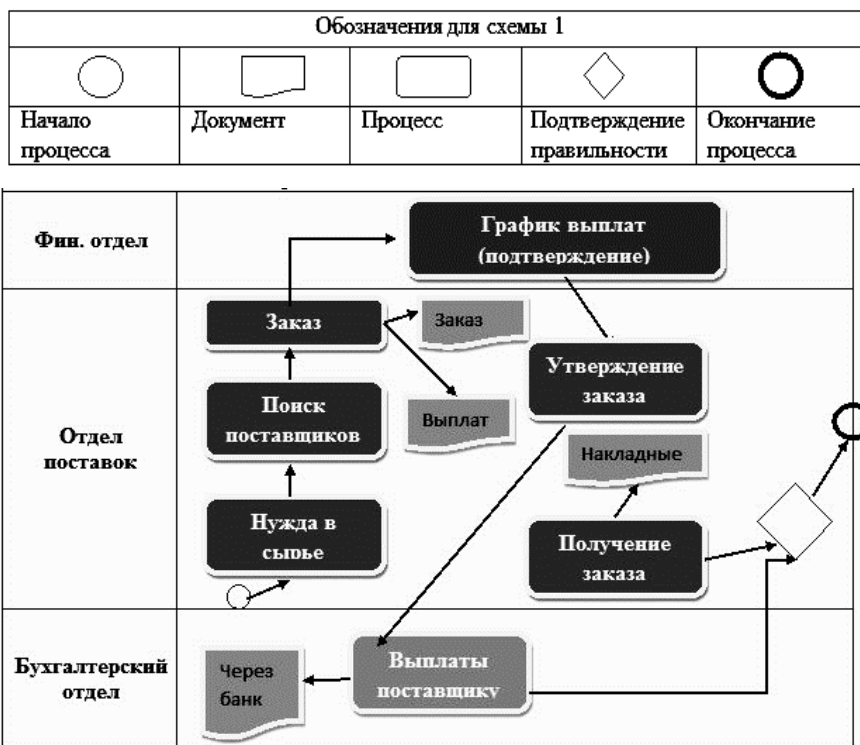 Обозначения для схемы 1
Начало
процесса
Документ
Процесс
Подтверждение
правильности
Окончание
процесса
Фин. отдел
График выплат
(подтверждение)
Отдел
поставок
Заказ
Заказ
Утверждение
заказа
Поиск
поставщиков
Выплат
Накладные
Нужда в
сырье
Получение
заказа
Бухгалтерский
отдел
Через
банк
Выплаты
поставщику